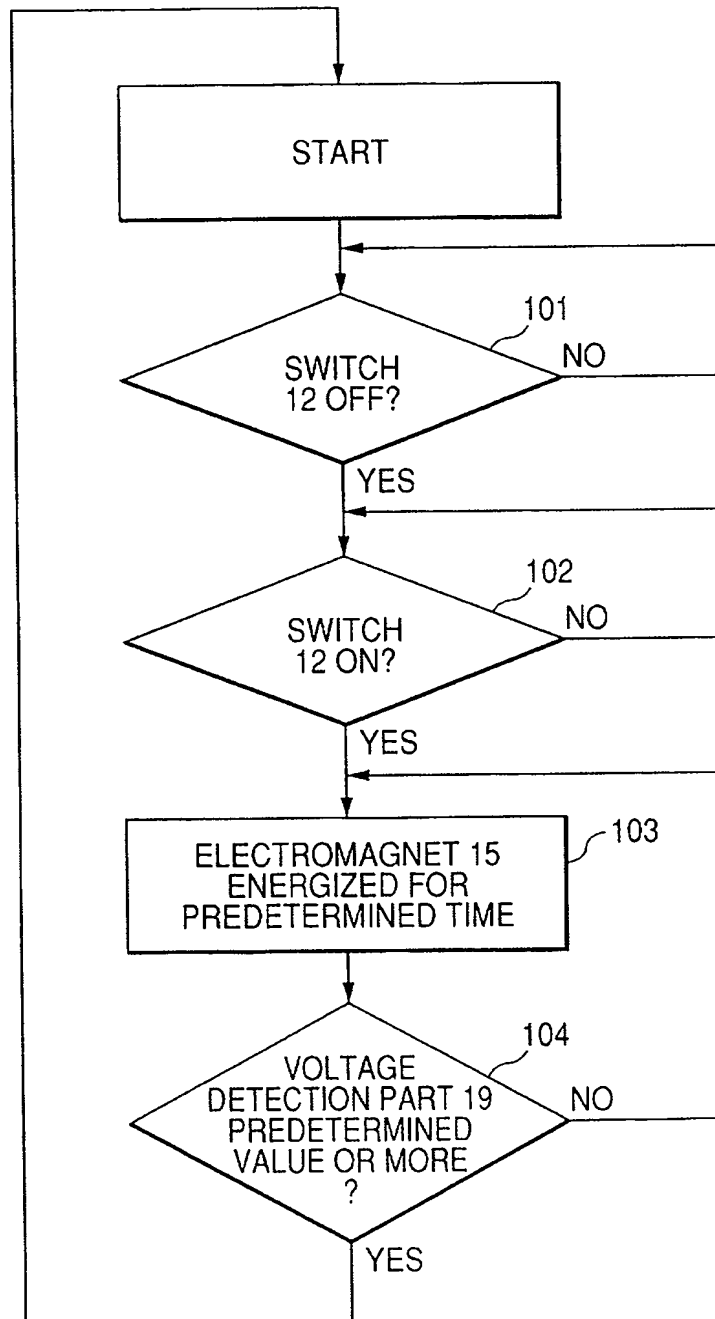 START
101
SWITCH
12 OFF?
NO
YES
102
SWITCH
12 ON?
NO
YES
103
ELECTROMAGNET 15
ENERGIZED FOR
PREDETERMINED TIME
104
VOLTAGE
DETECTION PART 19
PREDETERMINED
VALUE OR MORE
?
NO
YES